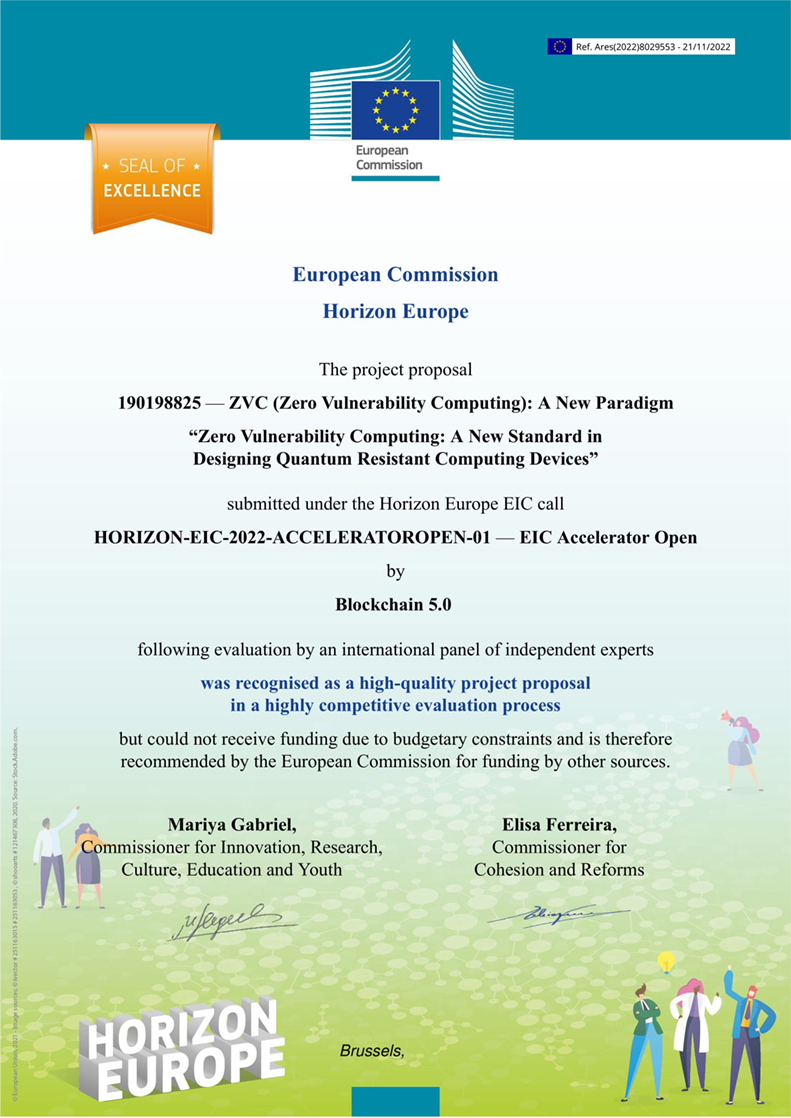 Ref. Ares(2022)8029553 - 21/11/2022
SEAL OF
EXCELLENCE
European
Commission
European Commission
Horizon Europe
The project proposal
190198825 — ZVC (Zero Vulnerability Computing): A New Paradigm
“Zero Vulnerability Computing: A New Standard in
Designing Quantum Resistant Computing Devices”
submitted under the Horizon Europe EIC call
HORIZON-EIC-2022-ACCELERATOROPEN-01 — EIC Accelerator Open
by
Blockchain 5.0
following evaluation by an international panel of independent experts
was recognised as a high-quality project proposal
in a highly competitive evaluation process
but could not receive funding due to budgetary constraints and is therefore
recommended by the European Commission for funding by other sources.
Mariya Gabriel,
Commissioner for Innovation, Research,
Culture, Education and Youth
Elisa Ferreira,
Commissioner for
Cohesion and Reforms
HORIZON
EUROPE
Brussels,